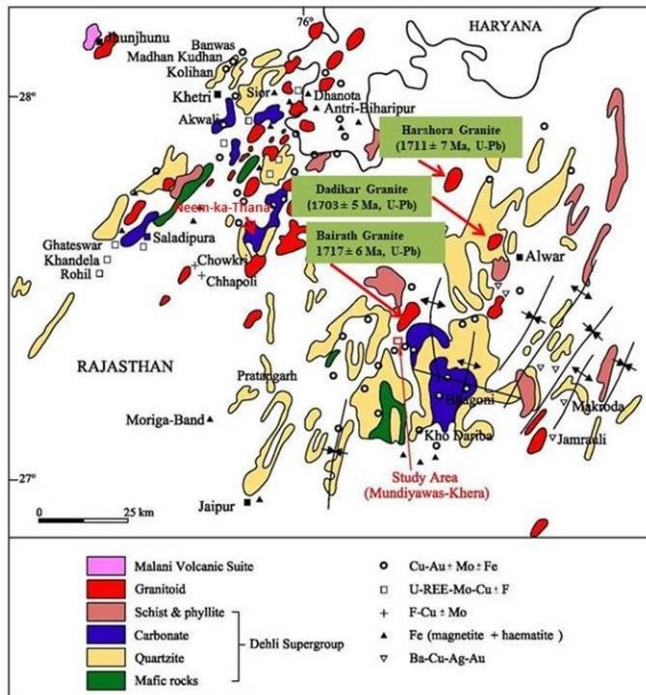 76°
HARYANA
Jhunjhunu
Banwas
Madhan Kudhan
Kolihan
28°
Khetri
Sior
Dhanota
Akwali
Antri-Biharipur
Harshora Granite
(1711 ± 7 Ma, U-Pb)
Dadikar Granite
(1703 ± 5 Ma, U-Pb)
Neem-ka-Thana
Bairath Granite
1717 ± 6 Ma, U-Pb)
Ghateswar
Saladipura
Khandela
Chowkri
Rohil
Chhapoli
Alwar
RAJASTHAN
Pratangarh
Bhagoni
Makroda
Moriga-Band
Kho Dariba
Jamrauli
27°
Study Area
(Mundiyawas-Khera)
Jaipur
0 25 km
Malani Volcanic Suite
Granitoid
Schist & phyllite
Carbonate
Quartzite
Mafic rocks
Dehli Supergroup
Cu-Au ± Mo ± Fe
U-REE-Mo-Cu ± F
F-Cu ± Mo
Fe (magnetite + haematite )
Ba-Cu-Ag-Au